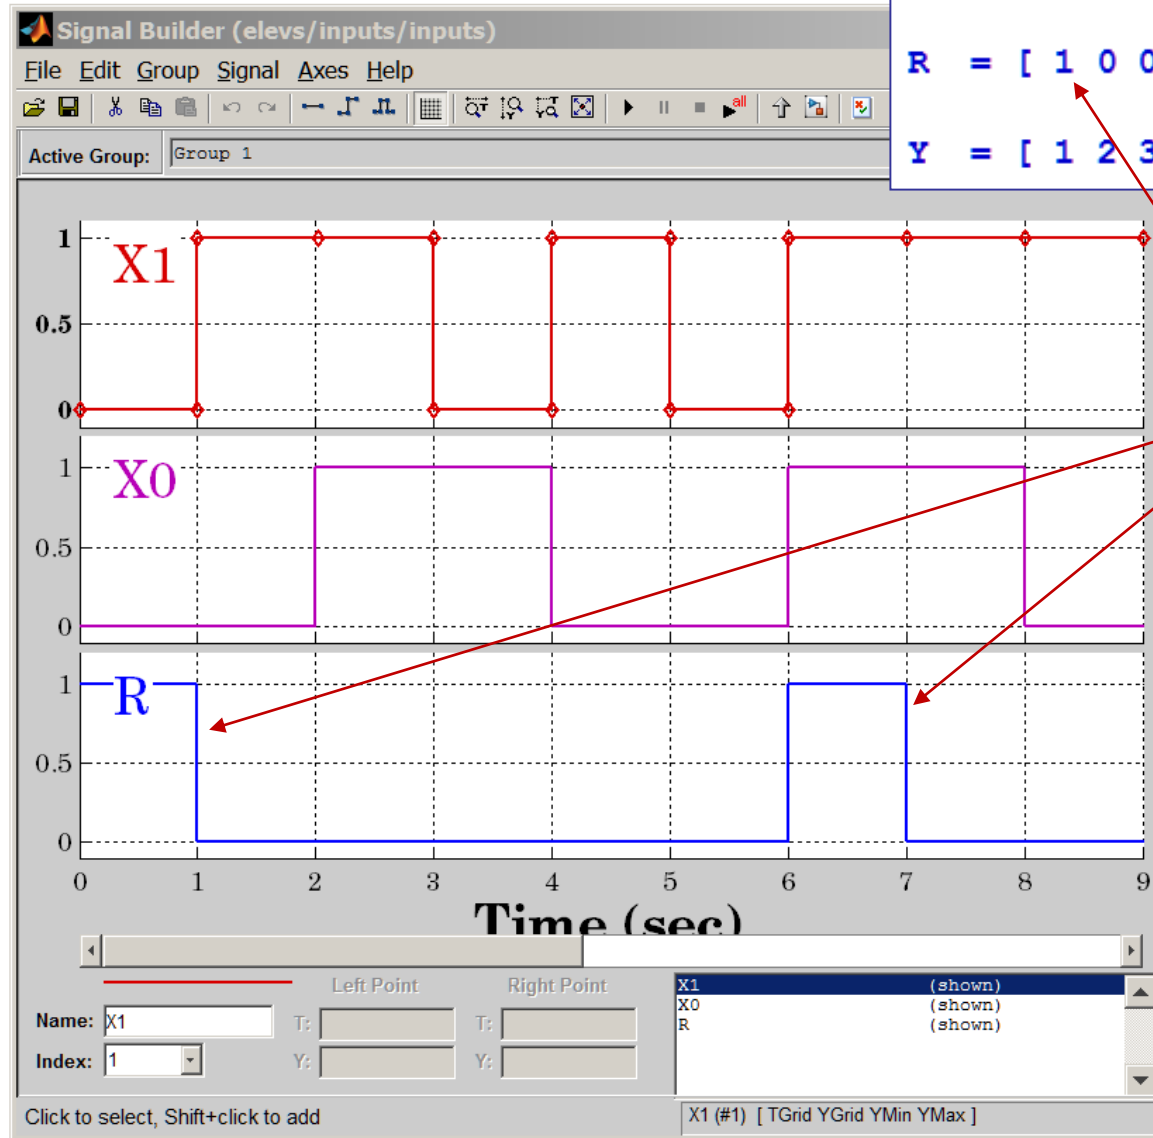 Signal Builder (elevs/inputs/inputs)
File Edit Group Signal Axes Help
all
R = [ 1 0 0
Y = [ 1 2 3
Active Group: Group 1
1
0.5
0
X1
1
0.5
0
X0
1
0.5
0
R
0 1 2 3 4 5 6 7 8 9
Time (sec)
Left Point Right Point
Name: X1 T: T:
Index: 1 Y: Y:
X1 (shown)
X0 (shown)
R (shown)
Click to select, Shift+click to add
X1 (#1) [ TGrid YGrid YMin YMax ]